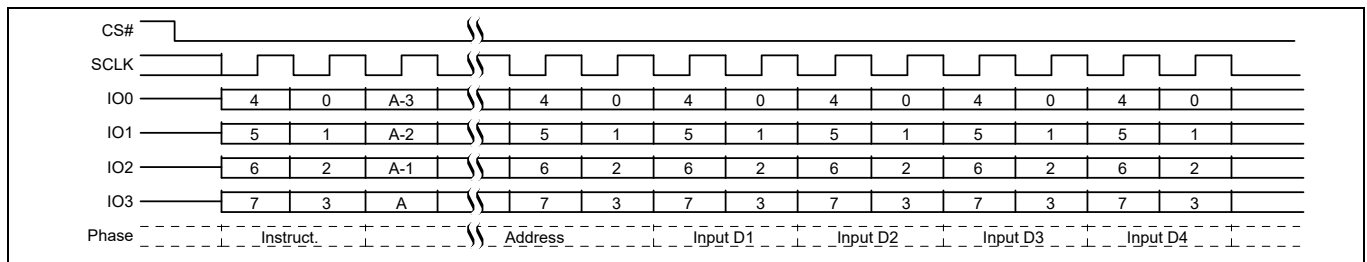 CS#
SCLK
IO0 4 0 A-3 4 0 4 0 4 0 4 0 4 0
IO1 5 1 A-2 5 1 5 1 5 1 5 1 5 1
IO2 6 2 A-1 6 2 6 2 6 2 6 2 6 2
IO3 7 3 A 7 3 7 3 7 3 7 3 7 3
Phase Instruct. Address Input D1 Input D2 Input D3 Input D4